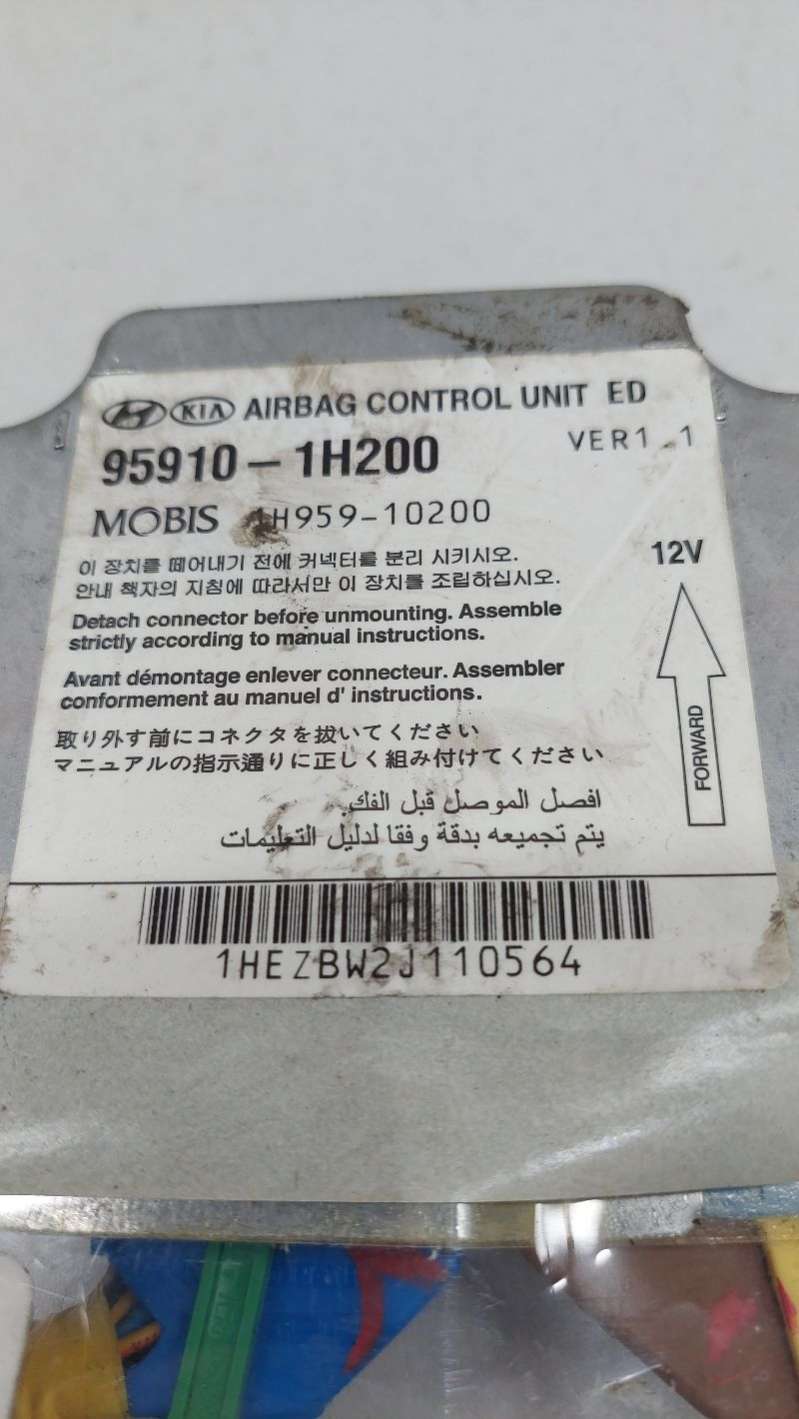 KIA AIRBAG CONTROL UNIT ED
95910-1H200 VER1.1
MOBIS 1H959-10200
이 장치를 떼어내기 전에 커넥터를 분리 시키시오.
안내 책자의 지침에 따라서만 이 장치를 조립하십시오.
12V
Detach connector before unmounting. Assemble
strictly according to manual instructions.
Avant démontage enlever connecteur. Assembler
conformement au manuel d' instructions.
FORWARD
取り外す前にコネクタを抜いてください
マニュアルの指示通りに正しく組み付けてください
افصل الموصل قبل الفك.
يتم تجميعه بدقة وفقا لدليل التعليمات
1HEZBW2J110564